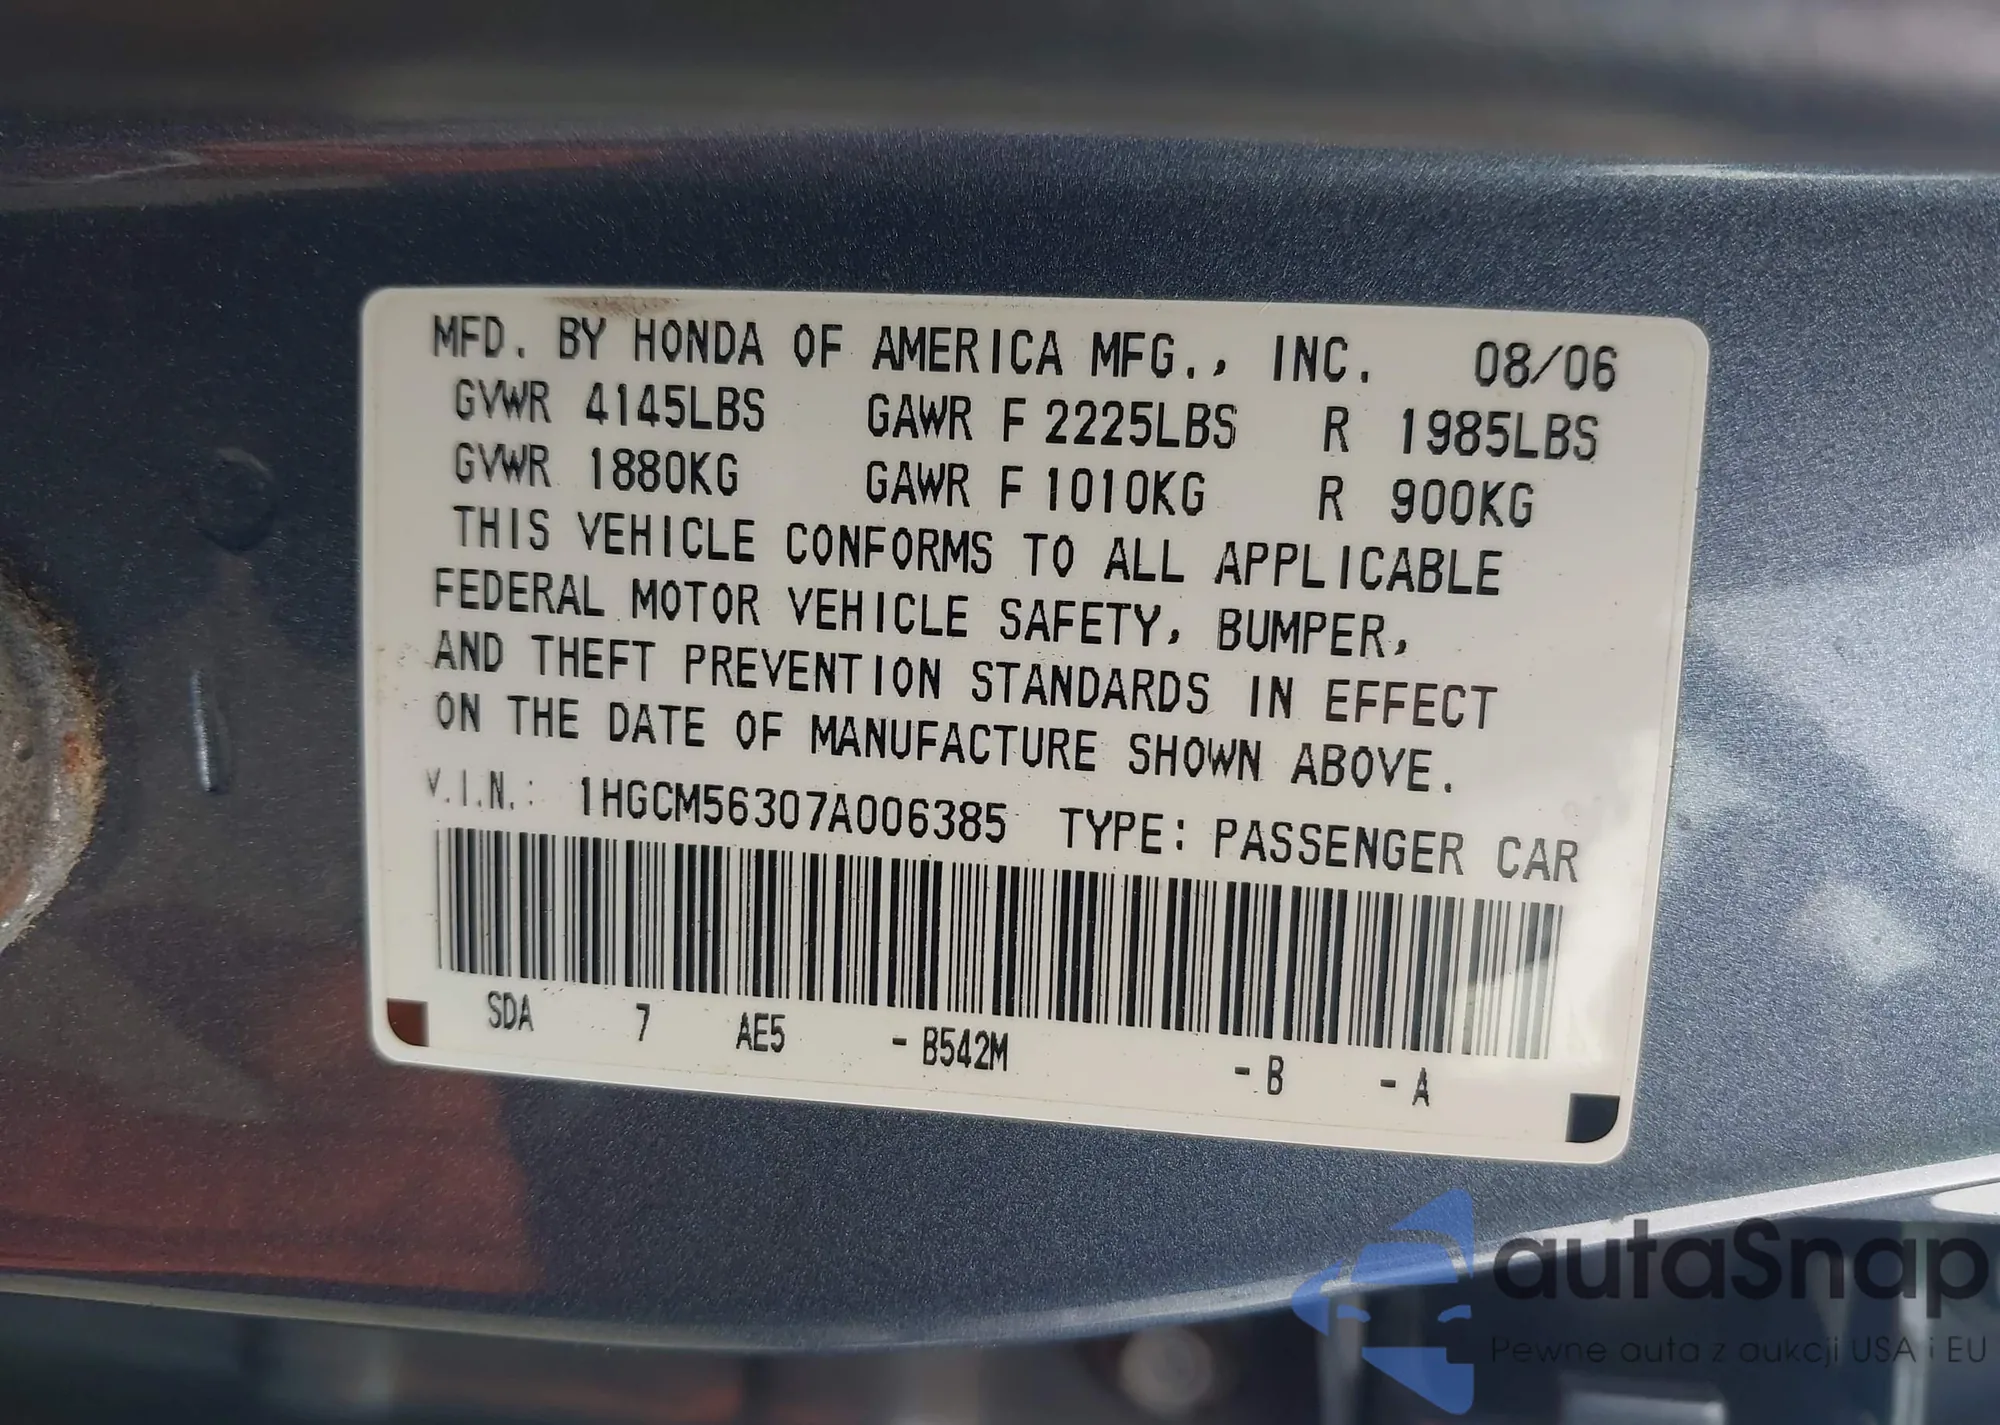 MFD. BY HONDA OF AMERICA MFG., INC. 08/06
GVWR 4145LBS GAWR F 2225LBS R 1985LBS
GVWR 1880KG GAWR F 1010KG R 900KG
THIS VEHICLE CONFORMS TO ALL APPLICABLE
FEDERAL MOTOR VEHICLE SAFETY, BUMPER,
AND THEFT PREVENTION STANDARDS IN EFFECT
ON THE DATE OF MANUFACTURE SHOWN ABOVE.
V.I.N.: 1HGCM56307A006385 TYPE: PASSENGER CAR
SDA 7 AE5 - B542M - B - A
autaSnap
Pewne auta z aukcji USA i EU